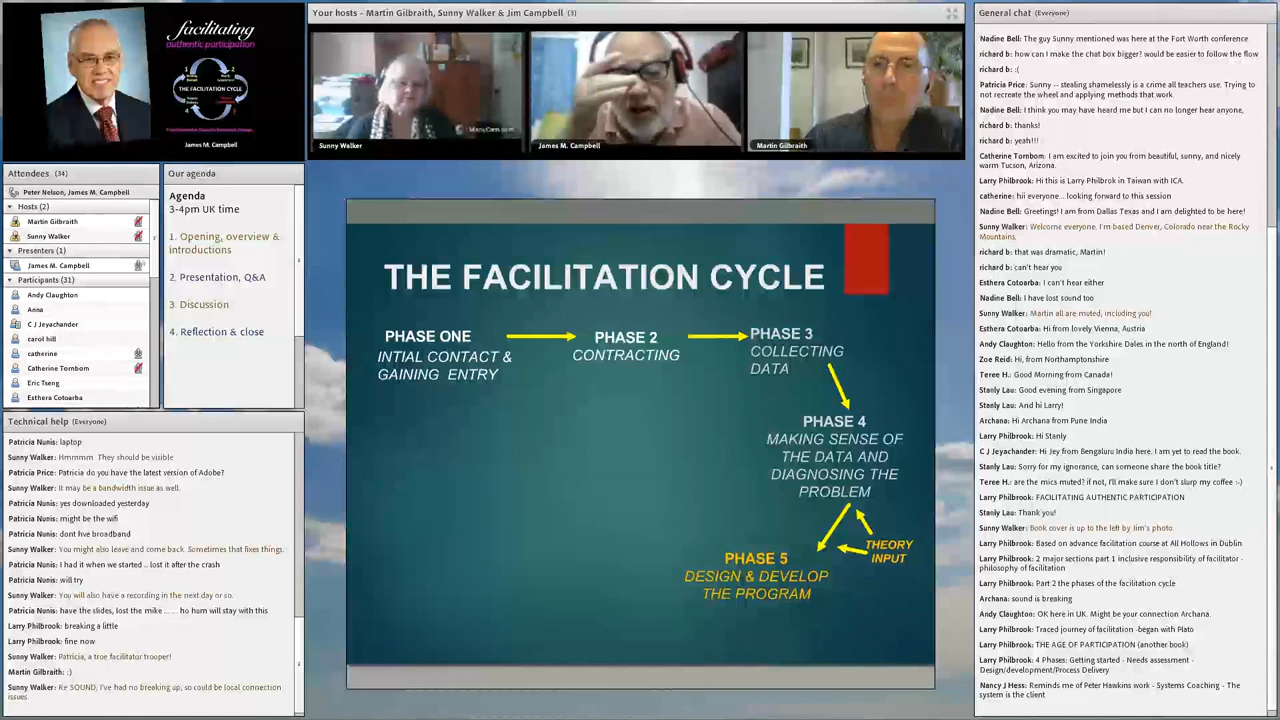 facilitating
authentic participation
THE FACILITATION CYCLE
James M. Campbell
Your hosts - Martin Gilbraith, Sunny Walker & Jim Campbell (3)
Sunny Walker
ManyCam.com
James M. Campbell
Martin Gilbraith
Attendees (34)
Peter Nelson, James M. Campbell
Hosts (2)
Martin Gilbraith
Sunny Walker
Presenters (1)
James M. Campbell
Participants (31)
Andy Claughton
Anna
C J Jeyachander
carol hill
catherine
Catherine Tornbom
Eric Tseng
Esthera Cotoarba
Our agenda
Agenda
3-4pm UK time
1. Opening, overview &
introductions
2. Presentation, Q&A
3. Discussion
4. Reflection & close
Technical help (Everyone)
Patricia Nunis: laptop
Sunny Walker: Hmmmm. They should be visible
Patricia Price: Patricia do you have the latest version of Adobe?
Sunny Walker: It may be a bandwidth issue as well.
Patricia Nunis: yes downloaded yesterday
Patricia Nunis: might be the wifi
Patricia Nunis: dont hve broadband
Sunny Walker: You might also leave and come back. Sometimes that fixes things.
Patricia Nunis: I had it when we started .. lost it after the crash
Patricia Nunis: will try
Sunny Walker: You will also have a recording in the next day or so.
Patricia Nunis: have the slides, lost the mike ... ... ho hum will stay with this
Larry Philbrook: breaking a little
Larry Philbrook: fine now
Sunny Walker: Patricia, a troe facilitator trooper!
Martin Gilbraith: :)
Sunny Walker: Re SOUND, I've had no breaking up, so could be local connection
issues.
THE FACILITATION CYCLE
PHASE ONE
INTIAL CONTACT &
GAINING ENTRY
PHASE 2
CONTRACTING
PHASE 3
COLLECTING
DATA
PHASE 4
MAKING SENSE OF
THE DATA AND
DIAGNOSING THE
PROBLEM
THEORY
INPUT
PHASE 5
DESIGN & DEVELOP
THE PROGRAM
General chat (Everyone)
Nadine Bell: The guy Sunny mentioned was here at the Fort Worth conference
richard b: how can I make the chat box bigger? would be easier to follow the flow
richard b: :(
Patricia Price: Sunny -- stealing shamelessly is a crime all teachers use. Trying to
not recreate the wheel and applying methods that work.
Nadine Bell: I think you may have heard me but I can no longer hear anyone,
richard b: thanks!
richard b: yeah!!!
Catherine Tornbom: I am excited to join you from beautiful, sunny, and nicely
warm Tucson, Arizona.
Larry Philbrook: Hi this is Larry Philbrok in Taiwan with ICA.
catherine: hii everyone... looking forward to this session
Nadine Bell: Greetings! I am from Dallas Texas and I am delighted to be here!
Sunny Walker: Welcome everyone. I'm based Denver, Colorado near the Rocky
Mountains.
richard b: that was dramatic, Martin!
richard b: can't hear you
Esthera Cotoarba: I can't hear either
Nadine Bell: I have lost sound too
Sunny Walker: Martin all are muted, including you!
Esthera Cotoarba: Hi from lovely Vienna, Austria
Andy Claughton: Hello from the Yorkshire Dales in the north of England!
Zoe Reid: Hi, from Northamptonshire
Teree H.: Good Morning from Canada!
Stanly Lau: Good evening from Singapore
Stanly Lau: And hi Larry!
Archana: Hi Archana from Pune India
Larry Philbrook: Hi Stanly
C J Jeyachander: Hi Jey from Bengaluru India here. I am yet to read the book.
Stanly Lau: Sorry for my ignorance, can someone share the book title?
Teree H.: are the mics muted? if not, I'll make sure I don't slurp my coffee :-)
Larry Philbrook: FACILITATING AUTHENTIC PARTICIPATION
Stanly Lau: Thank you!
Sunny Walker: Book cover is up to the left by Jim's photo.
Larry Philbrook: Based on advance facilitation course at All Hollows in Dublin
Larry Philbrook: 2 major sections part 1 inclusive responsibility of facilitator -
philosophy of facilitation
Larry Philbrook: Part 2 the phases of the facilitation cycle
Archana: sound is breaking
Andy Claughton: OK here in UK. Might be your connection Archana.
Larry Philbrook: Traced journey of facilitation -began with Plato
Larry Philbrook: THE AGE OF PARTICIPATION (another book)
Larry Philbrook: 4 Phases: Getting started - Needs assessment -
Design/development/Process Delivery
Nancy J Hess: Reminds me of Peter Hawkins work - Systems Coaching - The
system is the client